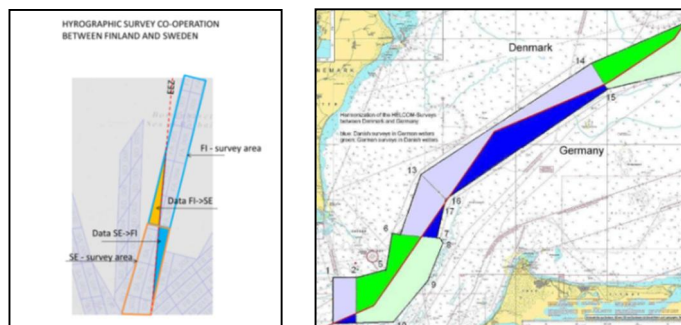 HYROGRAPHIC SURVEY CO-OPERATION
BETWEEN FINLAND AND SWEDEN
EEZ
FI - survey area
Data FI->SE
Data SE->FI
SE - survey area
Denmark
14
15
Harmonization of the HELCOM-Surveys
between Denmark and Germany
blue: Danish surveys in German waters
green: German surveys in Danish waters
Germany
13
16
17
6
7
8
5
1
2
9
10